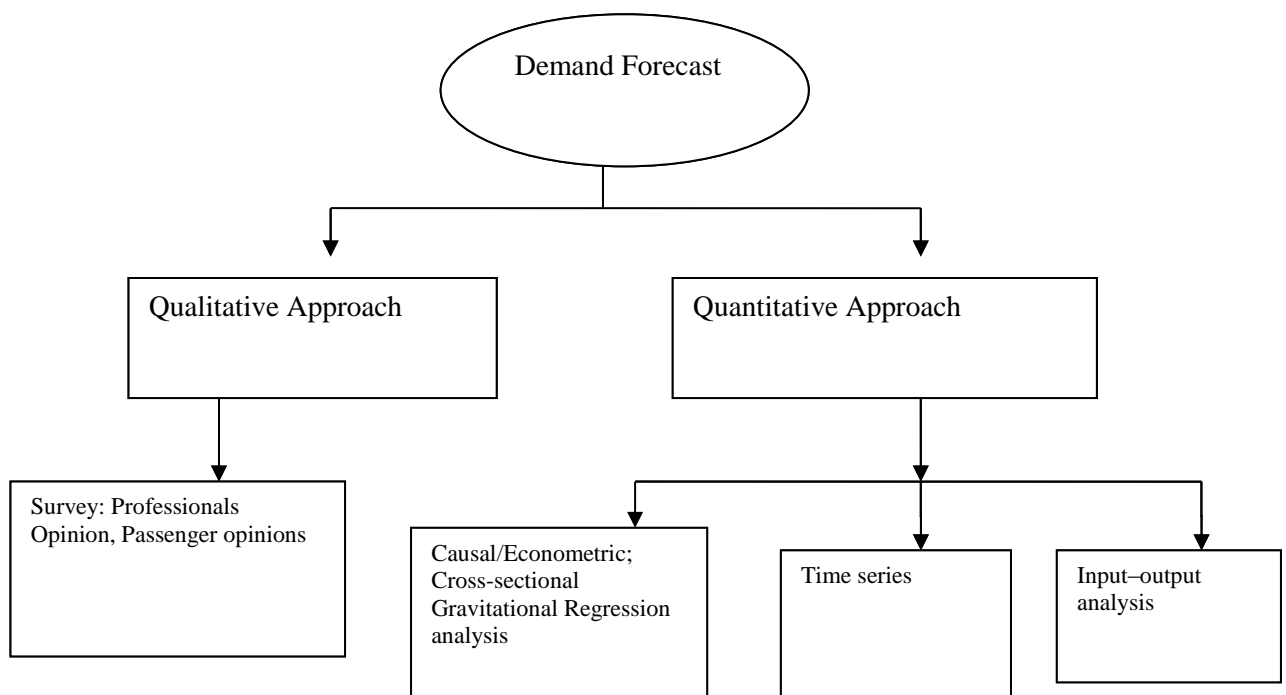 Demand Forecast
Qualitative Approach
Quantitative Approach
Survey: Professionals
Opinion, Passenger opinions
Causal/Econometric;
Cross-sectional
Gravitational Regression
analysis
Time series
Input–output
analysis